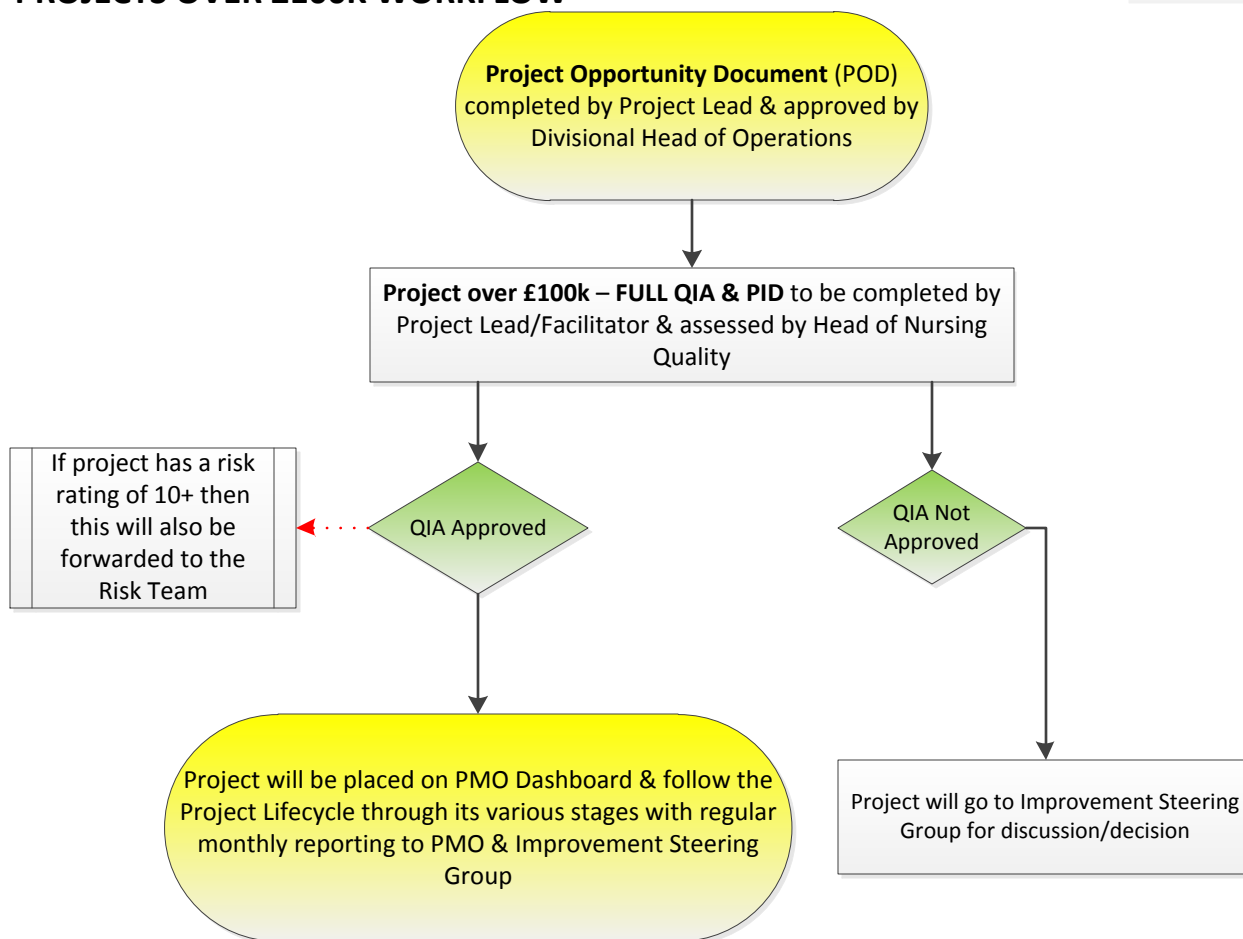 PROJECTS OVER £100K WORKFLOW
Project Opportunity Document (POD)
completed by Project Lead & approved by
Divisional Head of Operations
Project over £100k – FULL QIA & PID to be completed by
Project Lead/Facilitator & assessed by Head of Nursing
Quality
If project has a risk
rating of 10+ then
this will also be
forwarded to the
Risk Team
QIA Approved
QIA Not
Approved
Project will be placed on PMO Dashboard & follow the
Project Lifecycle through its various stages with regular
monthly reporting to PMO & Improvement Steering
Group
Project will go to Improvement Steering
Group for discussion/decision